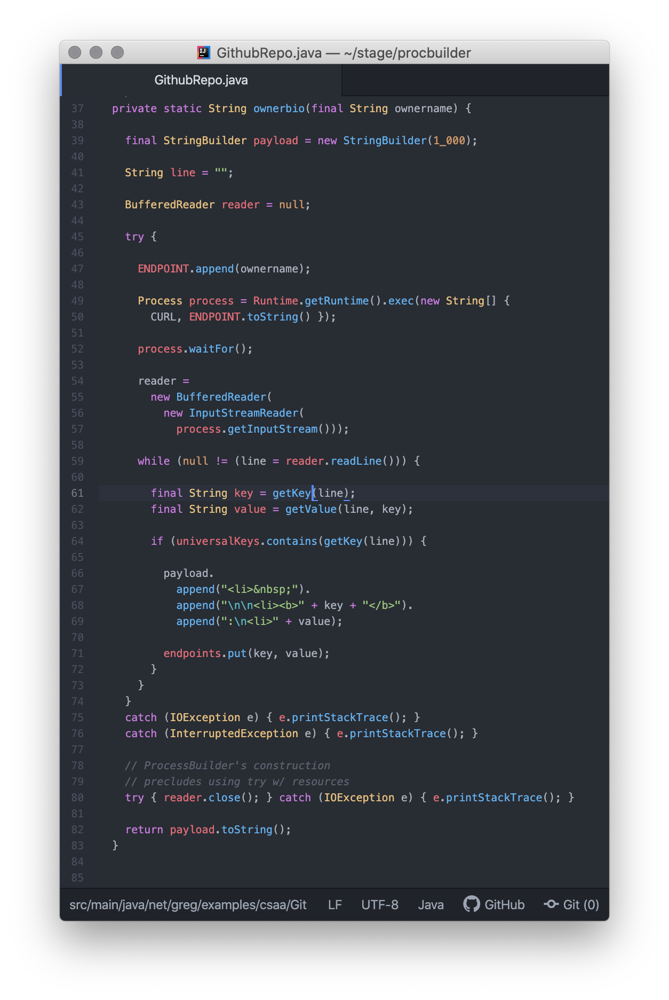 GithubRepo.java — ~/stage/procbuilder
GithubRepo.java
37 private static String ownerbio(final String ownername) {
38
39 final StringBuilder payload = new StringBuilder(1_000);
40
41 String line = "";
42
43 BufferedReader reader = null;
44
45 try {
46
47 ENDPOINT.append(ownername);
48
49 Process process = Runtime.getRuntime().exec(new String[] {
50 CURL, ENDPOINT.toString() });
51
52 process.waitFor();
53
54 reader =
55 new BufferedReader(
56 new InputStreamReader(
57 process.getInputStream()));
58
59 while (null != (line = reader.readLine())) {
60
61 final String key = getKey(line);
62 final String value = getValue(line, key);
63
64 if (universalKeys.contains(getKey(line))) {
65
66 payload.
67 append("<li>&nbsp;").
68 append("\n\n<li><b>" + key + "</b>").
69 append(":\n<li>" + value);
70
71 endpoints.put(key, value);
72 }
73 }
74 }
75 catch (IOException e) { e.printStackTrace(); }
76 catch (InterruptedException e) { e.printStackTrace(); }
77
78 // ProcessBuilder's construction
79 // precludes using try w/ resources
80 try { reader.close(); } catch (IOException e) { e.printStackTrace(); }
81
82 return payload.toString();
83 }
84
85
src/main/java/net/greg/examples/csaa/Git LF UTF-8 Java GitHub Git (0)